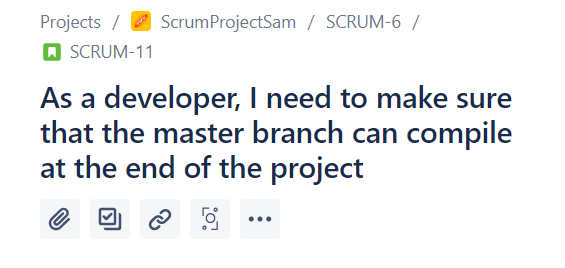 Projects / ScrumProjectSam / SCRUM-6 /
SCRUM-11
As a developer, I need to make sure
that the master branch can compile
at the end of the project